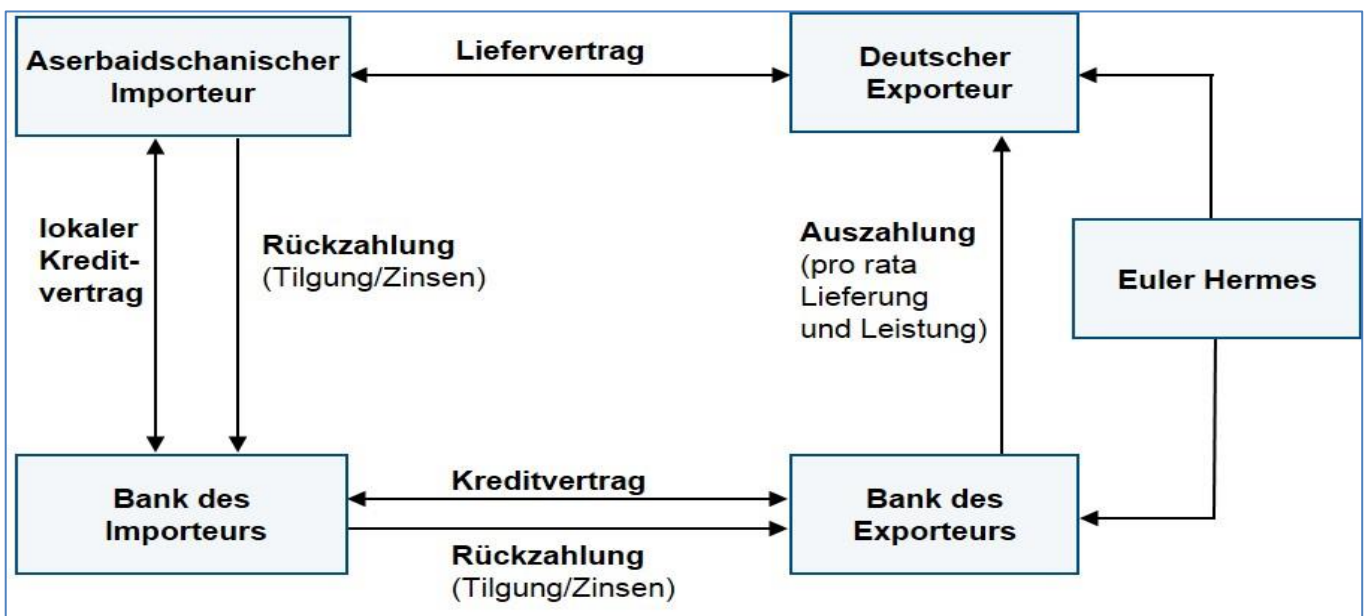 Aserbaidschanischer
Importeur
Liefervertrag
Deutscher
Exporteur
lokaler
Kredit-
vertrag
Rückzahlung
(Tilgung/Zinsen)
Auszahlung
(pro rata
Lieferung
und Leistung)
Euler Hermes
Bank des
Importeurs
Kreditvertrag
Rückzahlung
(Tilgung/Zinsen)
Bank des
Exporteurs